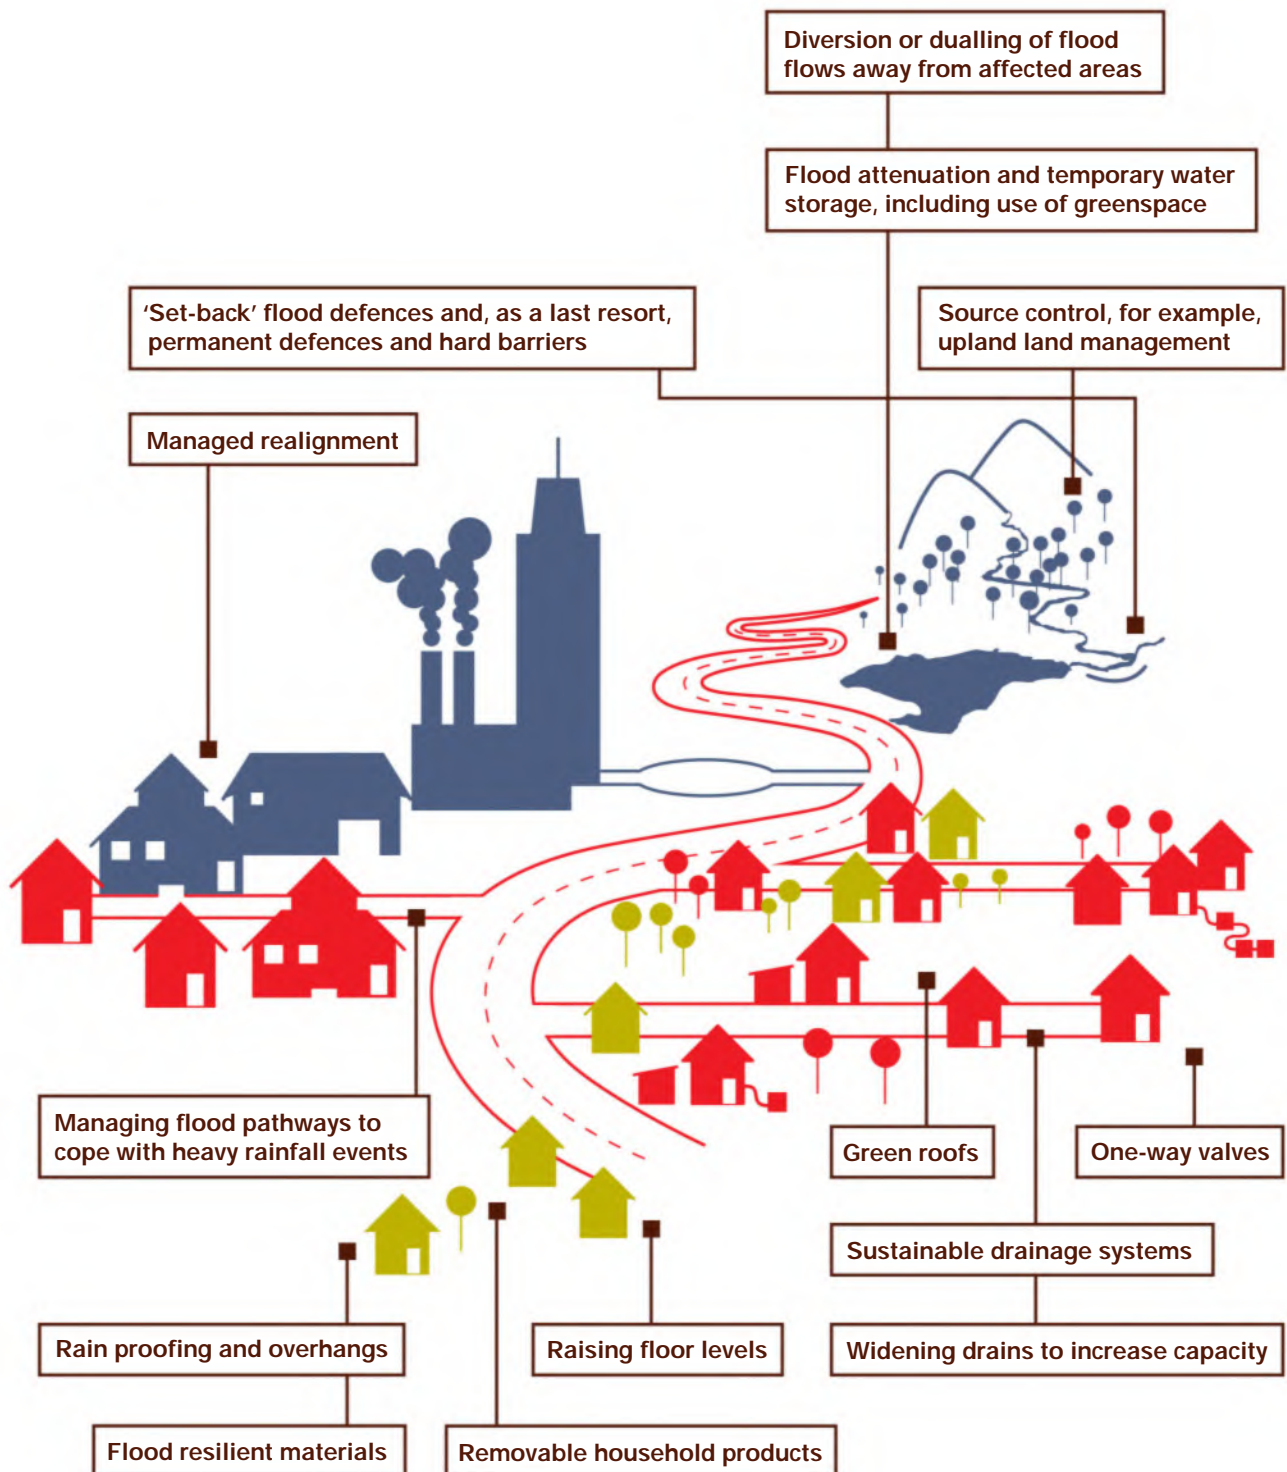 Diversion or dualling of flood
flows away from affected areas
Flood attenuation and temporary water
storage, including use of greenspace
‘Set-back’ flood defences and, as a last resort,
permanent defences and hard barriers
Source control, for example,
upland land management
Managed realignment
Managing flood pathways to
cope with heavy rainfall events
Green roofs
One-way valves
Sustainable drainage systems
Rain proofing and overhangs
Raising floor levels
Widening drains to increase capacity
Flood resilient materials
Removable household products